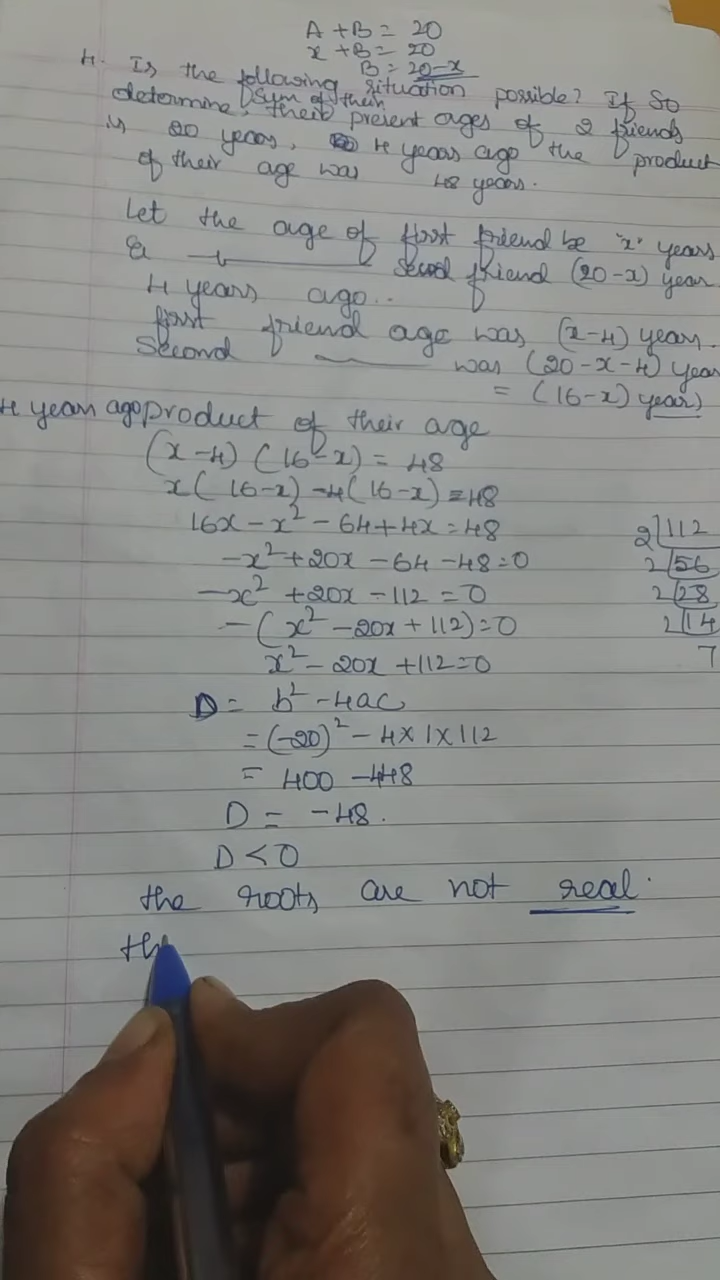 A + B = 20
x + B = 20
B = 20 - x
4. Is the following situation possible? If so
determine, their present ages of 2 friends
sum of their
is 20 years, 4 years ago the product
of their age was 48 years.
Let the age of first friend be "x" years
& second friend (20-x) year
4 years ago..
first friend age was (x-4) years.
Second was (20-x-4) year
= (16-x) years)
4 years ago product of their age
(x-4) (16-x) = 48
x(16-x) -4(16-x) = 48
16x - x² - 64 + 4x = 48
-x² + 20x - 64 - 48 = 0
-x² + 20x - 112 = 0
-(x² - 20x + 112) = 0
x² - 20x + 112 = 0
2 | 112
2 | 56
2 | 28
2 | 14
7
D = b² - 4ac
= (-20)² - 4 x 1 x 112
= 400 - 448
D = -48.
D < 0
the roots are not real.
th